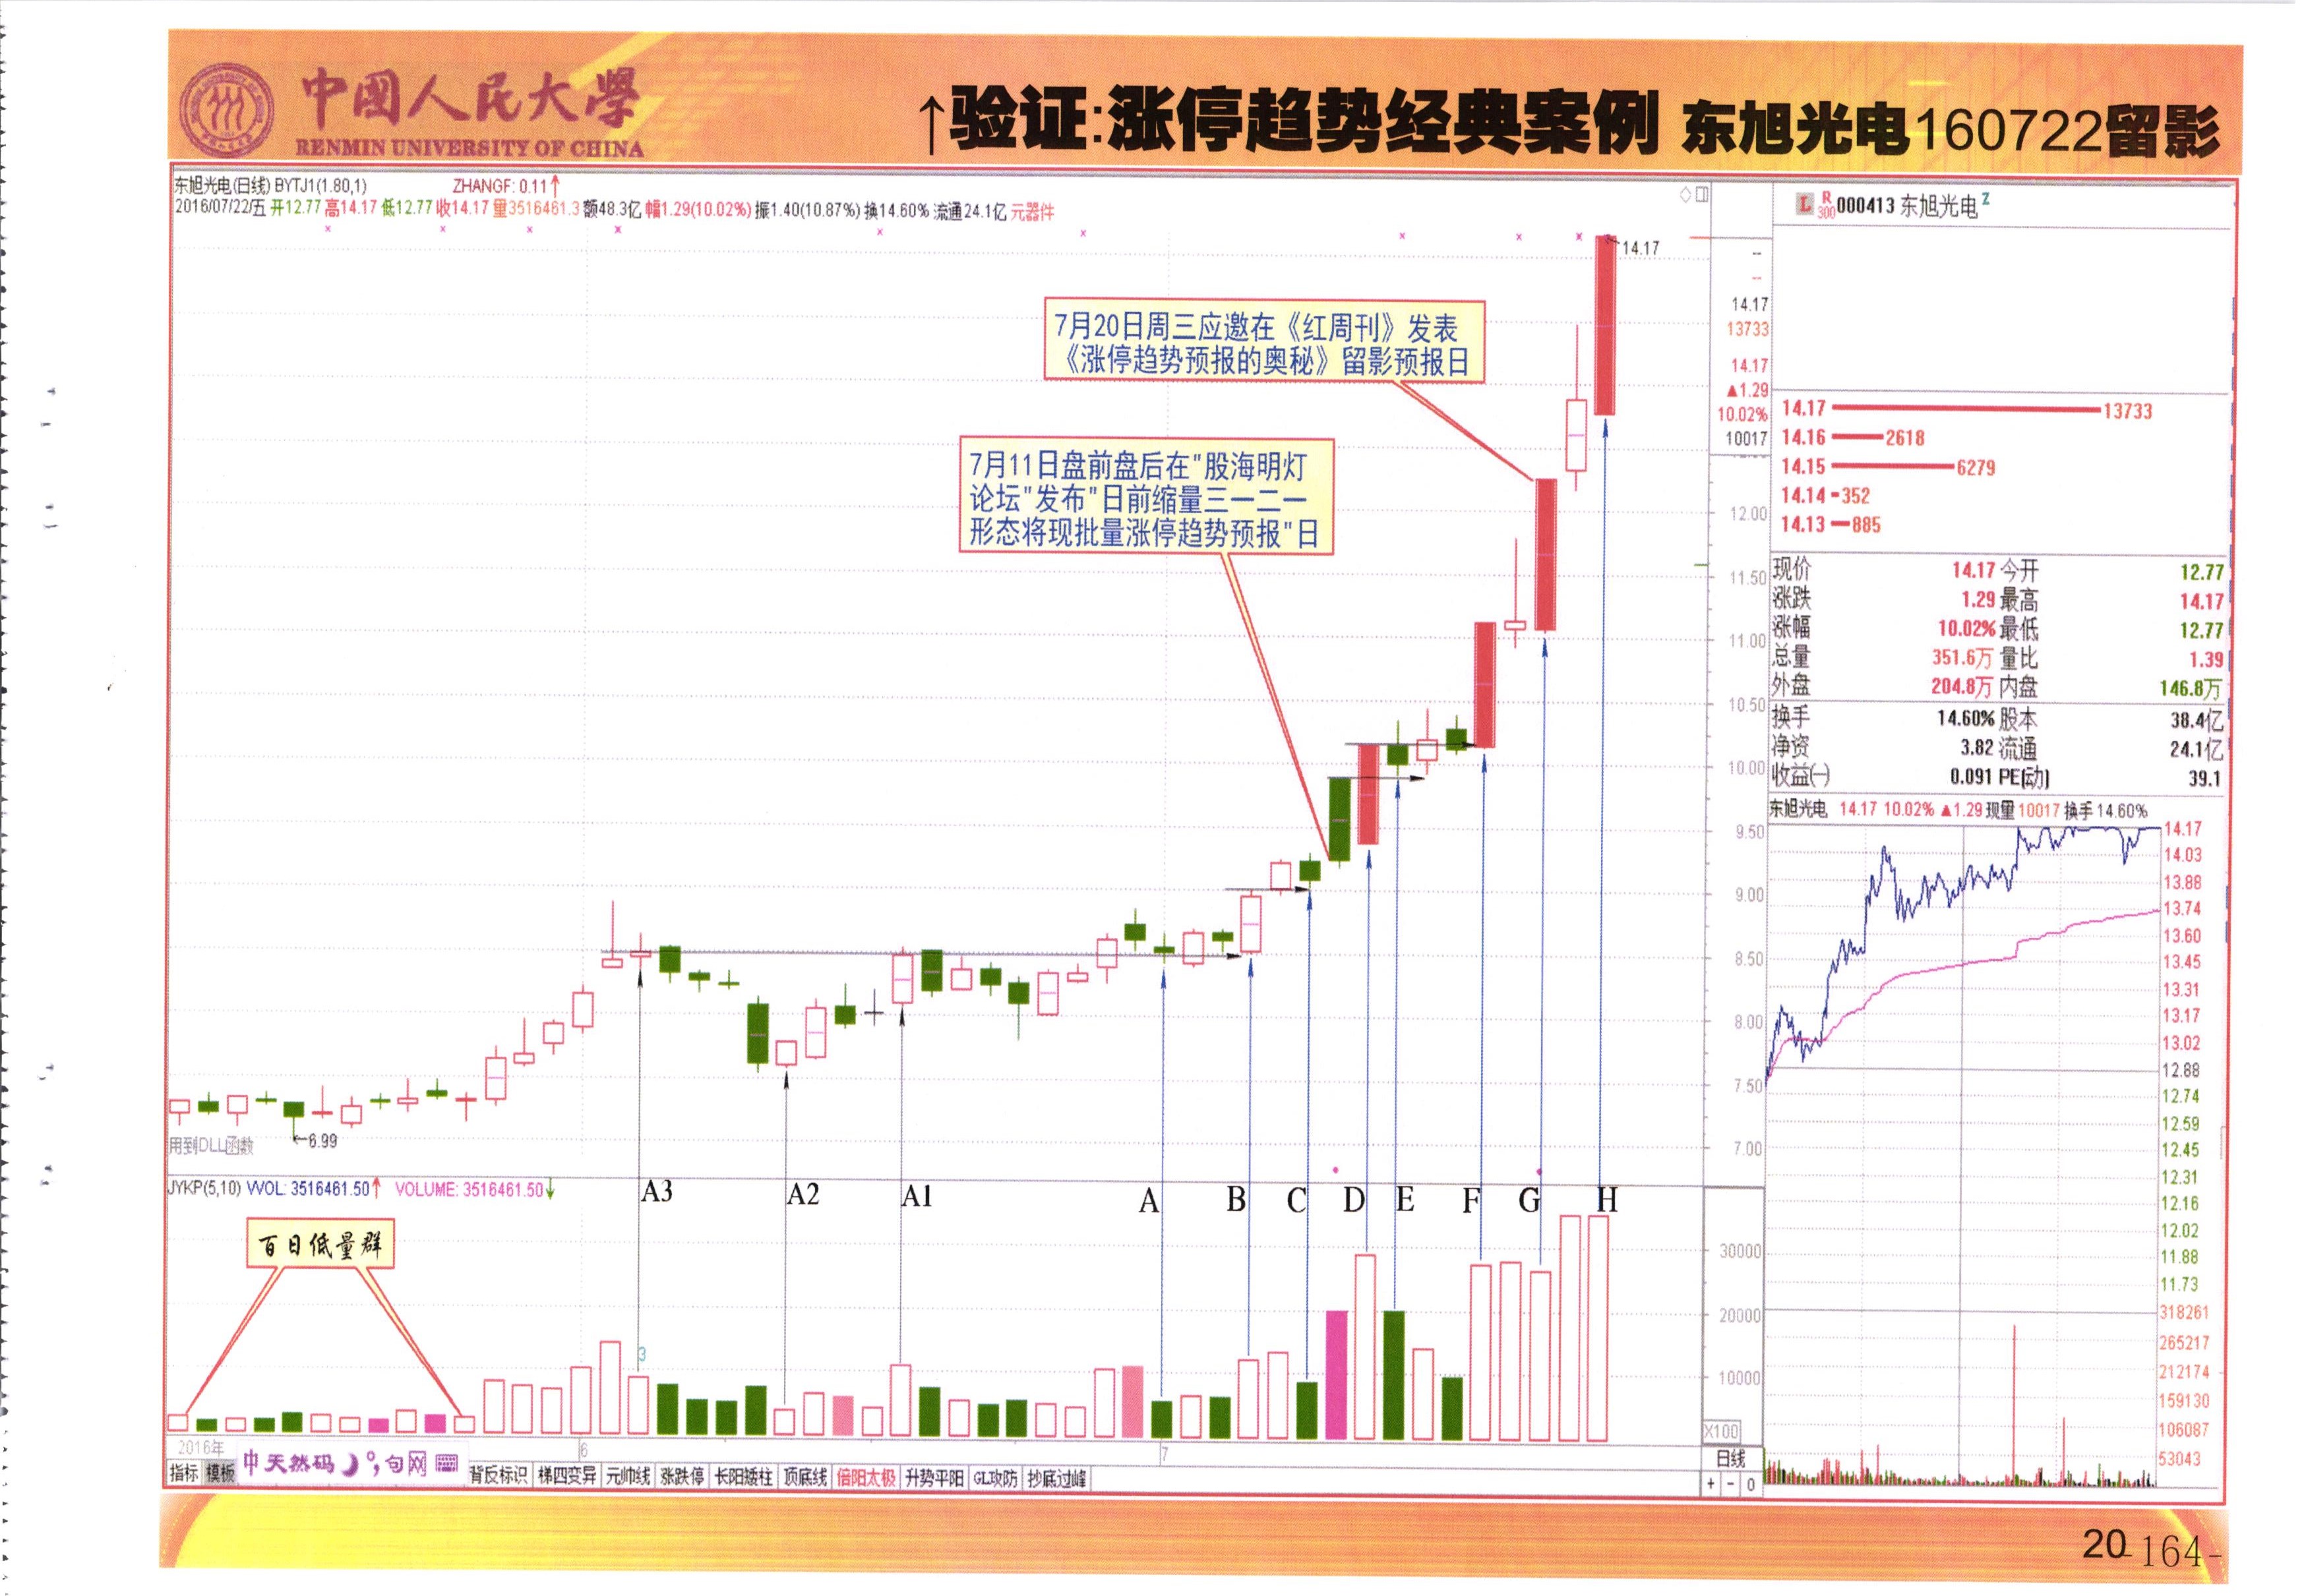 中國人民大學
RENMIN UNIVERSITY OF CHINA
↑验证:涨停趋势经典案例 东旭光电160722留影
东旭光电(日线) BYTJ1(1.80,1) ZHANGF: 0.11↑
2016/07/22/五 开12.77 高14.17 低12.77 收14.17 量3516461.3 额48.3亿 幅1.29(10.02%) 振1.40(10.87%) 换14.60% 流通24.1亿 元器件
14.17
7月20日周三应邀在《红周刊》发表
《涨停趋势预报的奥秘》留影预报日
7月11日盘前盘后在"股海明灯
论坛"发布"日前缩量三一二一
形态将现批量涨停趋势预报"日
←6.99
用到DLL函数
JYKP(5,10) VVOL: 3516461.50↑ VOLUME: 3516461.50↓
A3 A2 A1 A B C D E F G H
百日低量群
3
2016年 6 7
中天然码 句网
指标 模板 背反标识 梯四变异 元帅线 涨跌停 长阳矮柱 顶底线 倍阳太极 升势平阳 GL攻防 抄底过峰
--
--
14.17
13733
14.17
▲1.29
10.02%
10017
12.00
11.50
11.00
10.50
10.00
9.50
9.00
8.50
8.00
7.50
7.00
30000
20000
10000
X100
日线
+ - 0
L R 300 000413 东旭光电 Z
14.17 13733
14.16 2618
14.15 6279
14.14 352
14.13 885
现价 14.17 今开 12.77
涨跌 1.29 最高 14.17
涨幅 10.02% 最低 12.77
总量 351.6万 量比 1.39
外盘 204.8万 内盘 146.8万
换手 14.60% 股本 38.4亿
净资 3.82 流通 24.1亿
收益(一) 0.091 PE(动) 39.1
东旭光电 14.17 10.02% ▲1.29 现量10017 换手14.60%
14.17
14.03
13.88
13.74
13.60
13.45
13.31
13.17
13.02
12.88
12.74
12.59
12.45
12.31
12.16
12.02
11.88
11.73
318261
265217
212174
159130
106087
53043
20
-164-